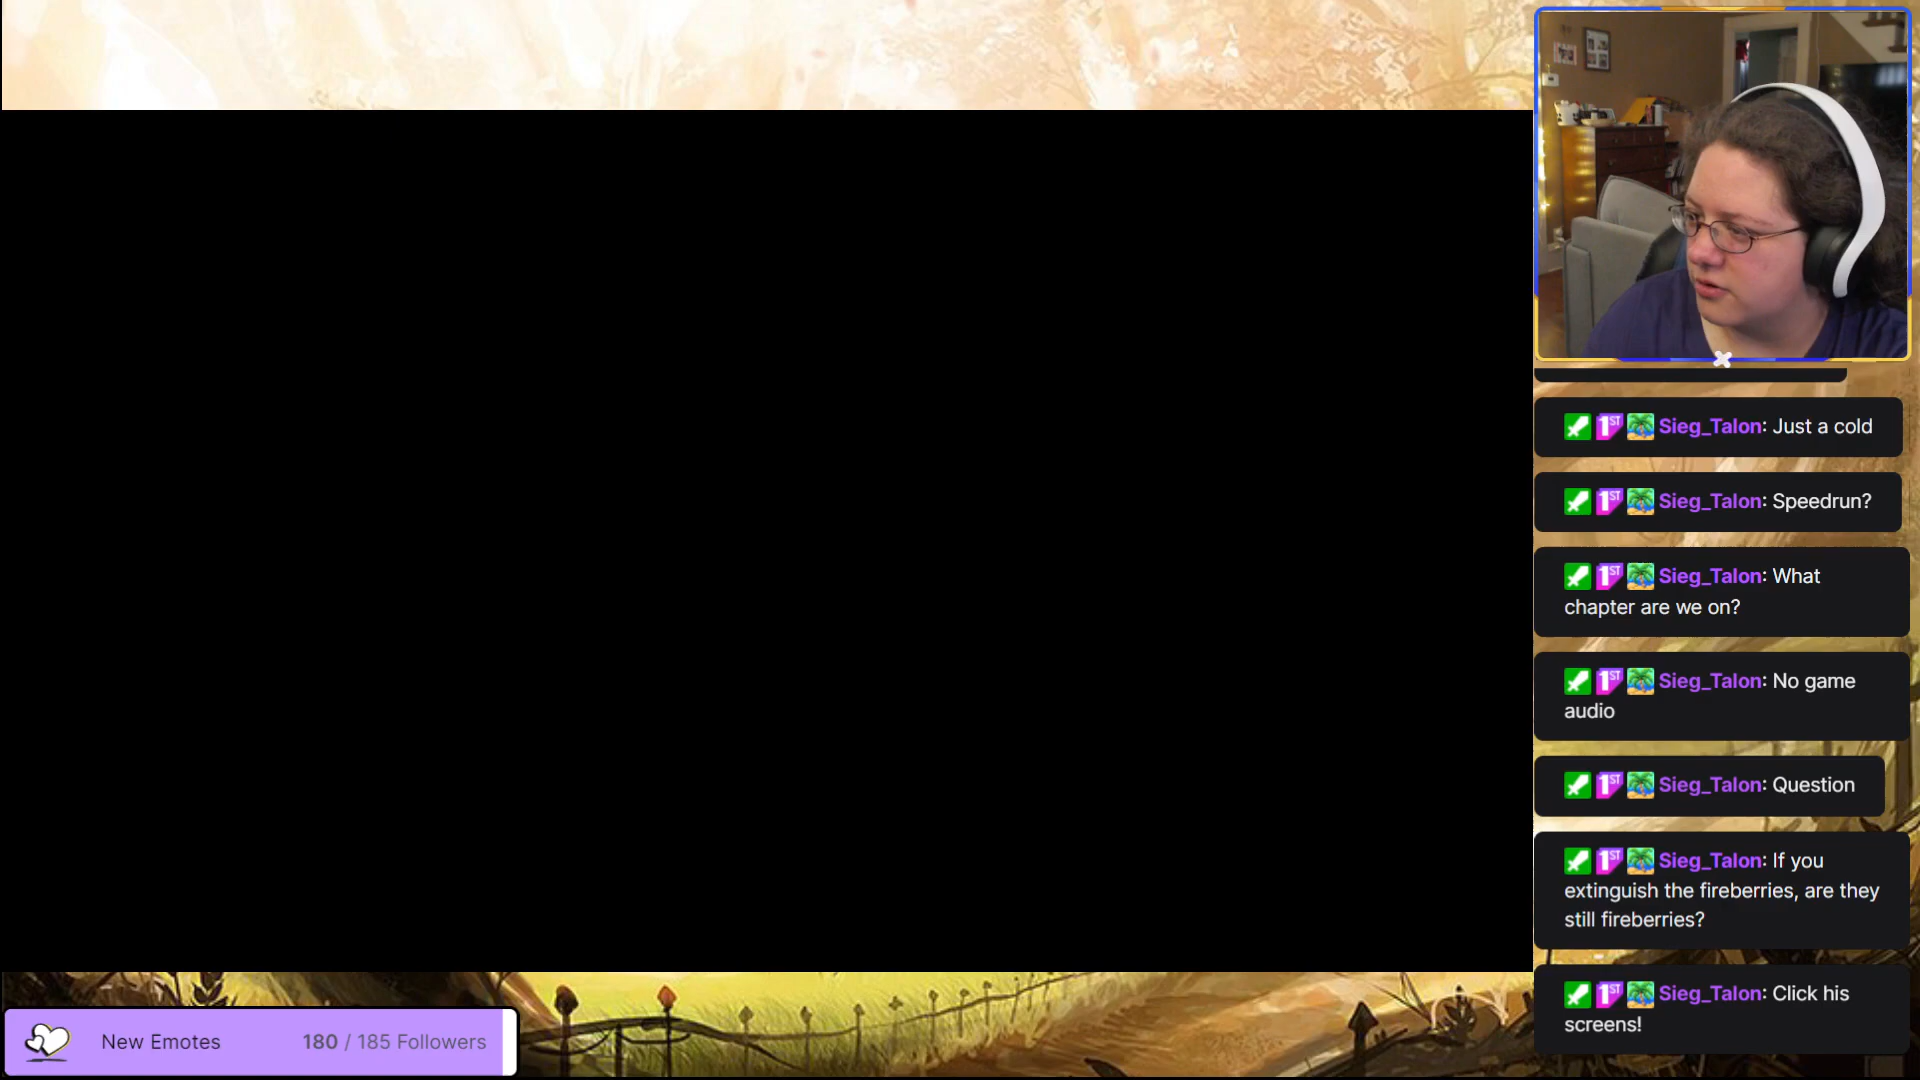 Sieg_Talon: Just a cold
Sieg_Talon: Speedrun?
Sieg_Talon: What
chapter are we on?
Sieg_Talon: No game
audio
Sieg_Talon: Question
Sieg_Talon: If you
extinguish the fireberries, are they
still fireberries?
Sieg_Talon: Click his
screens!
New Emotes 180 / 185 Followers